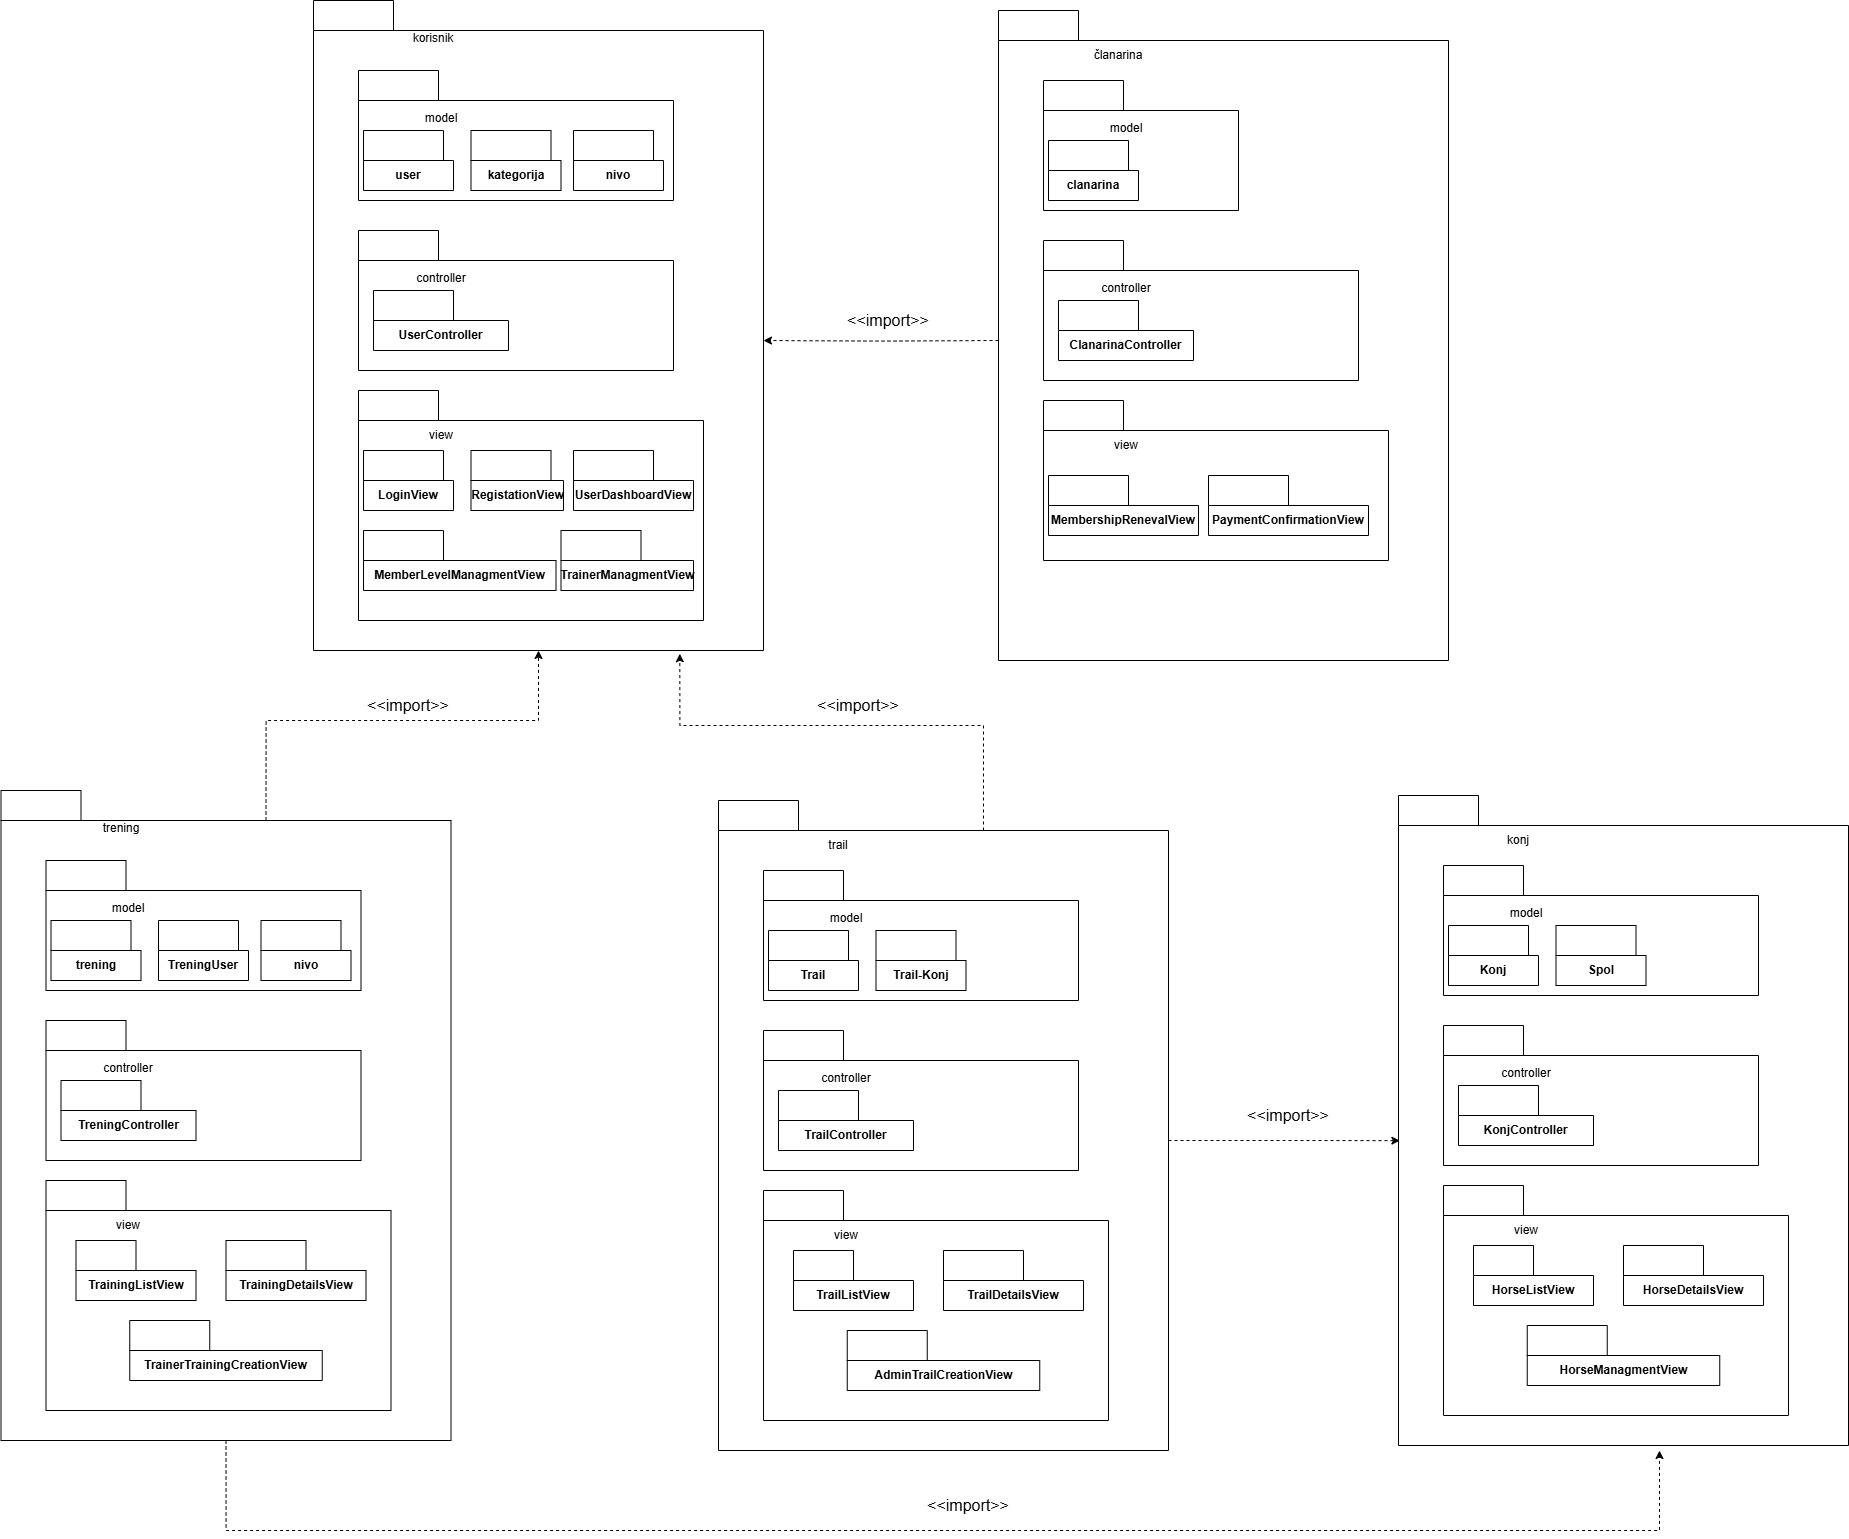 korisnik
model
user
kategorija
nivo
controller
UserController
view
LoginView
RegistationView
UserDashboardView
MemberLevelManagmentView
TrainerManagmentView
<<import>>
članarina
model
clanarina
controller
ClanarinaController
view
MembershipRenevalView
PaymentConfirmationView
<<import>>
<<import>>
trening
model
trening
TreningUser
nivo
controller
TreningController
view
TrainingListView
TrainingDetailsView
TrainerTrainingCreationView
trail
model
Trail
Trail-Konj
controller
TrailController
view
TrailListView
TrailDetailsView
AdminTrailCreationView
<<import>>
konj
model
Konj
Spol
controller
KonjController
view
HorseListView
HorseDetailsView
HorseManagmentView
<<import>>